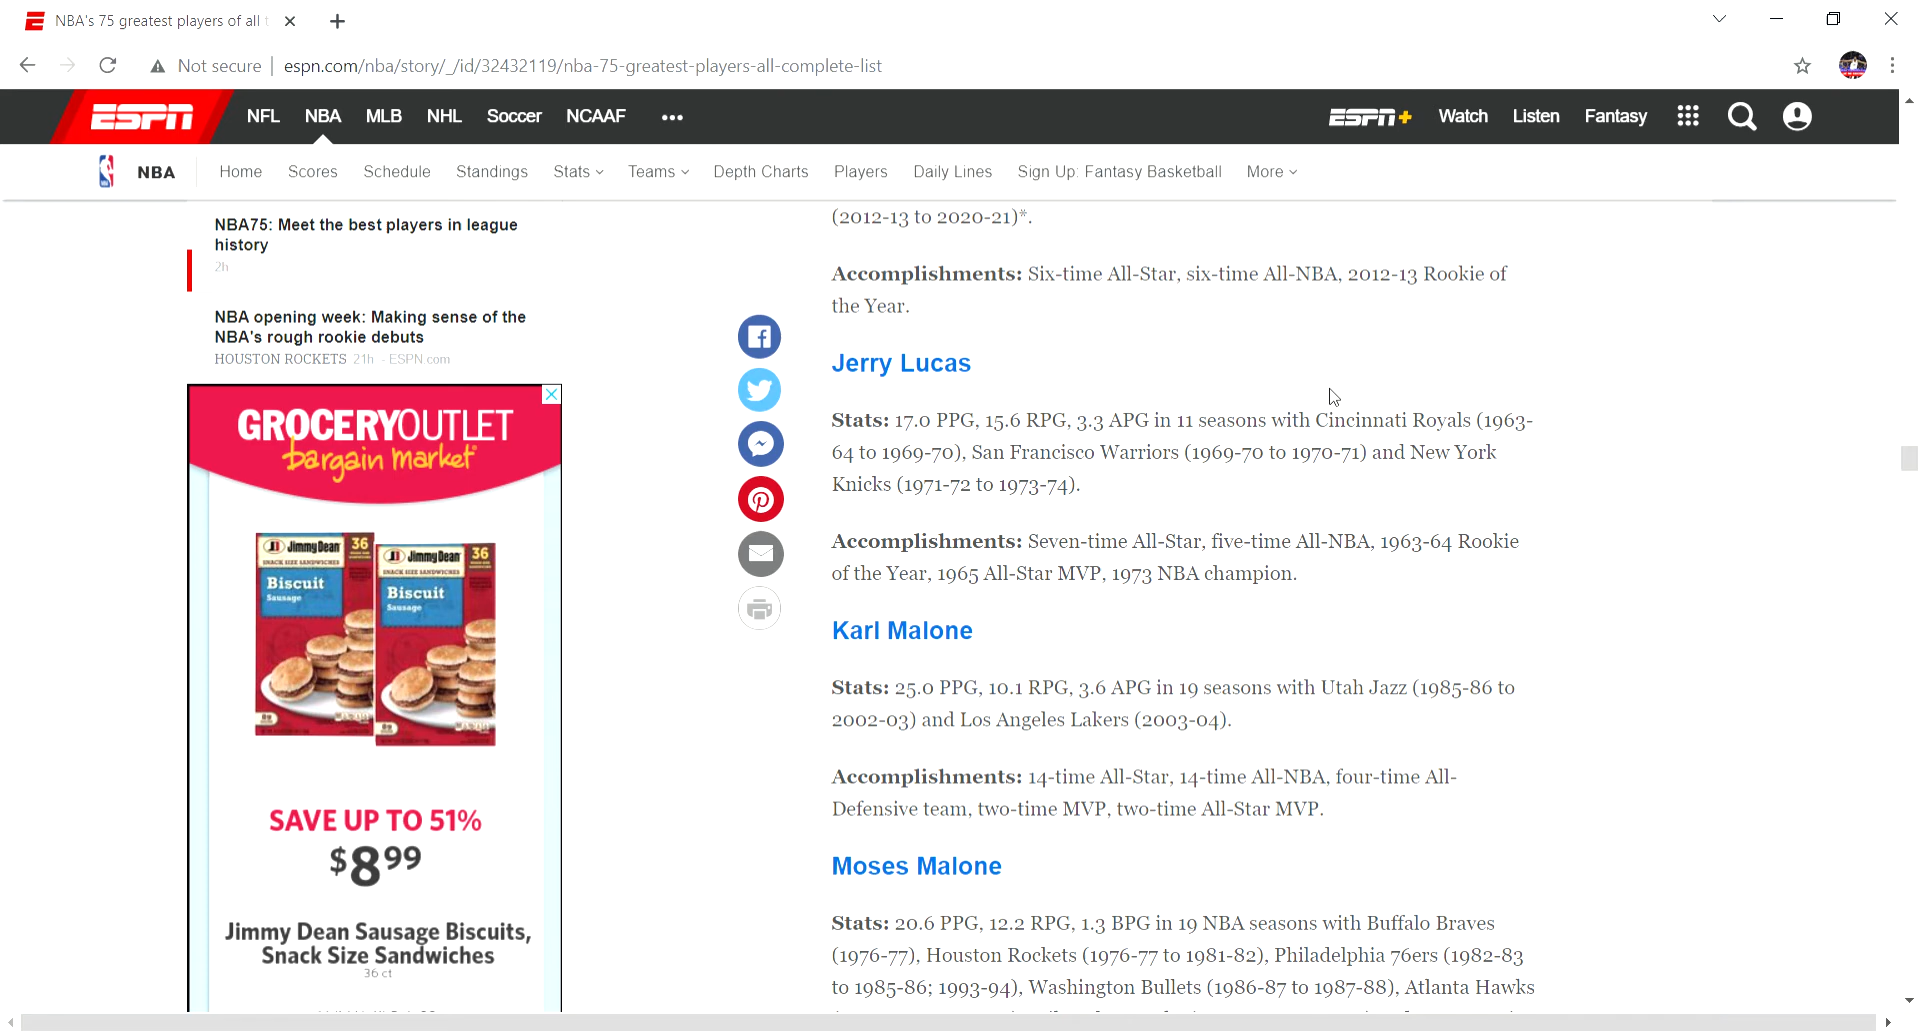 NBA's 75 greatest players of all t
Not secure
espn.com/nba/story/_/id/32432119/nba-75-greatest-players-all-complete-list
ESPN NFL NBA MLB NHL Soccer NCAAF ••• ESPN+ Watch Listen Fantasy
NBA Home Scores Schedule Standings Stats Teams Depth Charts Players Daily Lines Sign Up: Fantasy Basketball More
NBA75: Meet the best players in league
history
2h
NBA opening week: Making sense of the
NBA's rough rookie debuts
HOUSTON ROCKETS 21h - ESPN.com
GROCERY OUTLET
bargain market
JimmyDean 36
SNACK SIZE SANDWICHES
Biscuit
Sausage
JimmyDean 36
SNACK SIZE SANDWICHES
Biscuit
Sausage
SAVE UP TO 51%
$8.99
Jimmy Dean Sausage Biscuits,
Snack Size Sandwiches
36 ct
(2012-13 to 2020-21)*.
Accomplishments: Six-time All-Star, six-time All-NBA, 2012-13 Rookie of
the Year.
Jerry Lucas
Stats: 17.0 PPG, 15.6 RPG, 3.3 APG in 11 seasons with Cincinnati Royals (1963-
64 to 1969-70), San Francisco Warriors (1969-70 to 1970-71) and New York
Knicks (1971-72 to 1973-74).
Accomplishments: Seven-time All-Star, five-time All-NBA, 1963-64 Rookie
of the Year, 1965 All-Star MVP, 1973 NBA champion.
Karl Malone
Stats: 25.0 PPG, 10.1 RPG, 3.6 APG in 19 seasons with Utah Jazz (1985-86 to
2002-03) and Los Angeles Lakers (2003-04).
Accomplishments: 14-time All-Star, 14-time All-NBA, four-time All-
Defensive team, two-time MVP, two-time All-Star MVP.
Moses Malone
Stats: 20.6 PPG, 12.2 RPG, 1.3 BPG in 19 NBA seasons with Buffalo Braves
(1976-77), Houston Rockets (1976-77 to 1981-82), Philadelphia 76ers (1982-83
to 1985-86; 1993-94), Washington Bullets (1986-87 to 1987-88), Atlanta Hawks